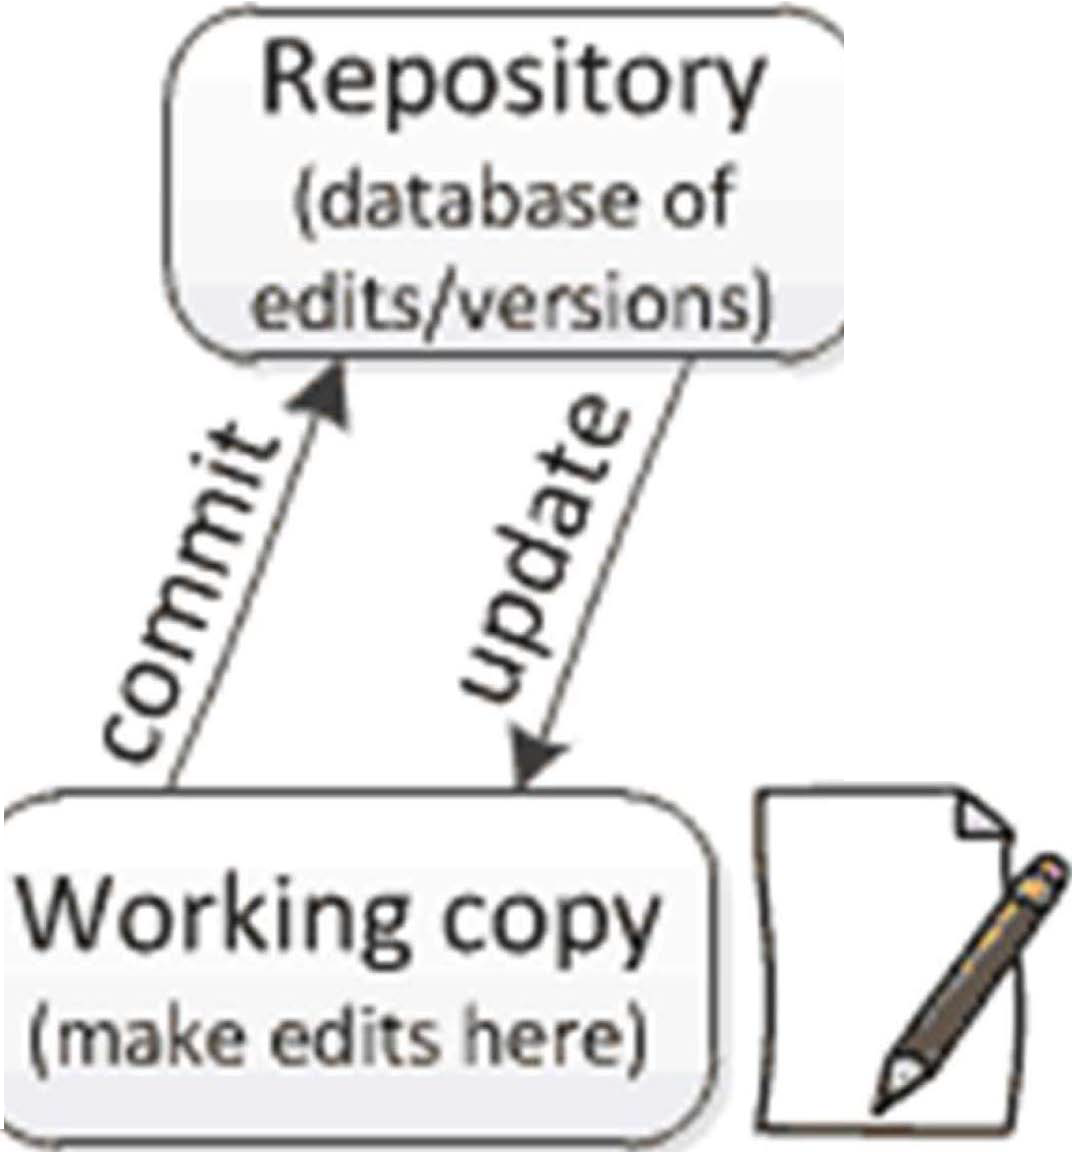 Repository
(database of
edits/versions)
commit
update
Working copy
(make edits here)